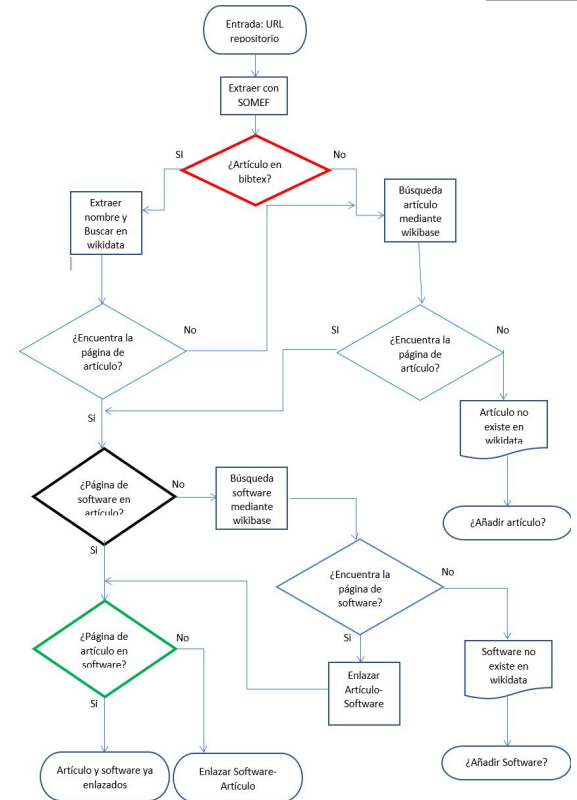 Entrada: URL
repositorio
Extraer con
SOMEF
¿Artículo en
bibtex?
SI
No
Extraer
nombre y
Buscar en
wikidata
Búsqueda
artículo
mediante
wikibase
¿Encuentra la
página de
artículo?
No
SI
¿Encuentra la
página de
artículo?
No
Si
Artículo no
existe en
wikidata
¿Añadir artículo?
¿Página de
software en
artículo?
No
Búsqueda
software
mediante
wikibase
Si
¿Encuentra la
página de
software?
No
Si
¿Página de
artículo en
software?
No
Enlazar
Artículo-
Software
Software no
existe en
wikidata
Si
Artículo y software ya
enlazados
Enlazar Software-
Artículo
¿Añadir Software?